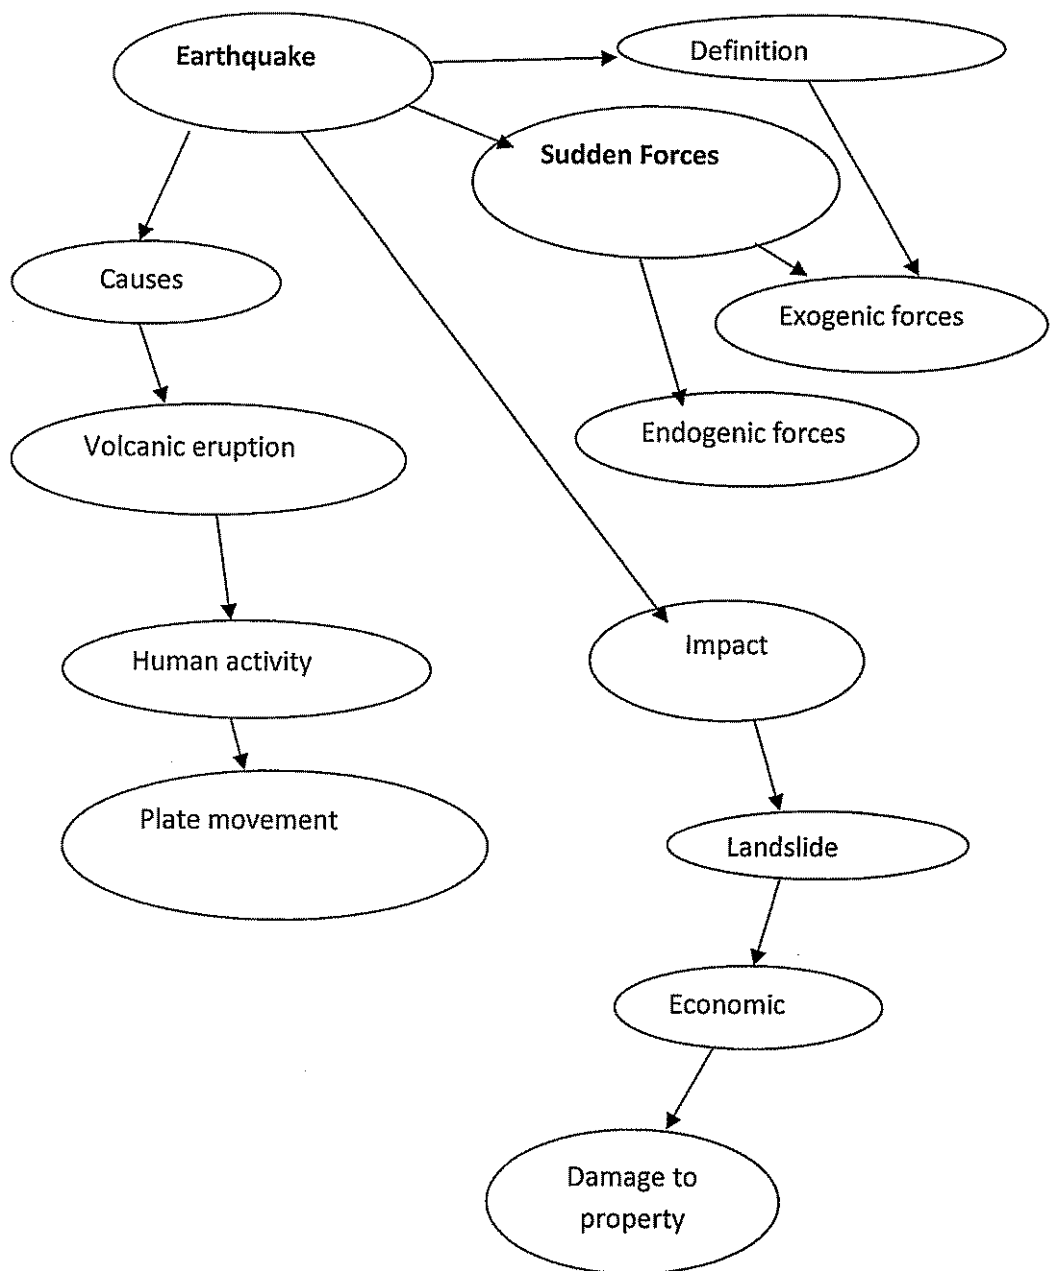 Earthquake
Definition
Sudden Forces
Causes
Exogenic forces
Endogenic forces
Volcanic eruption
Human activity
Impact
Plate movement
Landslide
Economic
Damage to
property